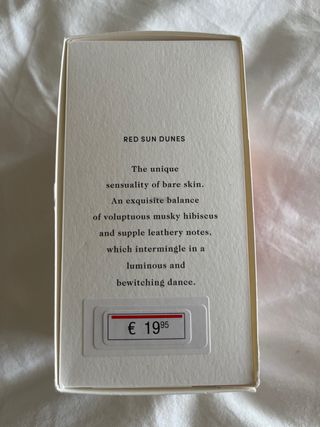 RED SUN DUNES
The unique
sensuality of bare skin.
An exquisite balance
of voluptuous musky hibiscus
and supple leathery notes,
which intermingle in a
luminous and
bewitching dance.
€ 1995